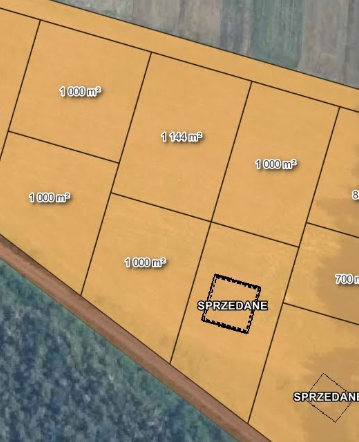 1 000 m²
1 144 m²
1 000 m²
1 000 m²
1 000 m²
700 m
SPRZEDANE
SPRZEDANE